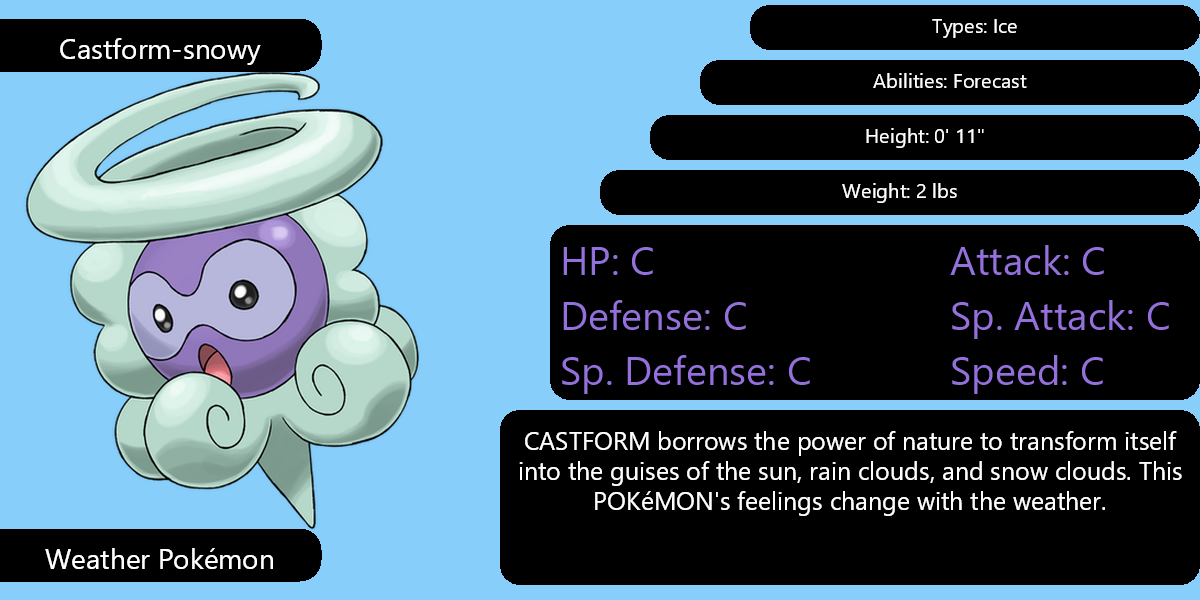 Castform-snowy
Types: Ice
Abilities: Forecast
Height: 0' 11"
Weight: 2 lbs
HP: C
Attack: C
Defense: C
Sp. Attack: C
Sp. Defense: C
Speed: C
CASTFORM borrows the power of nature to transform itself
into the guises of the sun, rain clouds, and snow clouds. This
POKéMON's feelings change with the weather.
Weather Pokémon